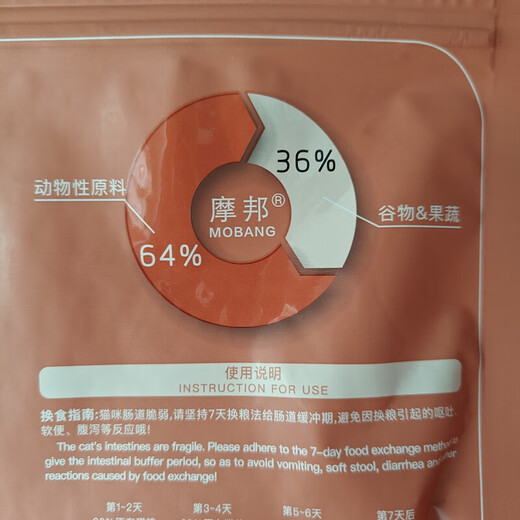 36%
动物性原料
谷物&果蔬
摩邦®
MOBANG
64%
使用说明
INSTRUCTION FOR USE
换食指南:猫咪肠道脆弱,请坚持7天换粮法给肠道缓冲期,避免因换粮引起的呕吐、
软便、腹泻等反应哦!
The cat's intestines are fragile. Please adhere to the 7-day food exchange method to
give the intestinal buffer period, so as to avoid vomiting, soft stool, diarrhea and other
reactions caused by food exchange!
第1-2天 第3-4天 第5-6天 第7天后